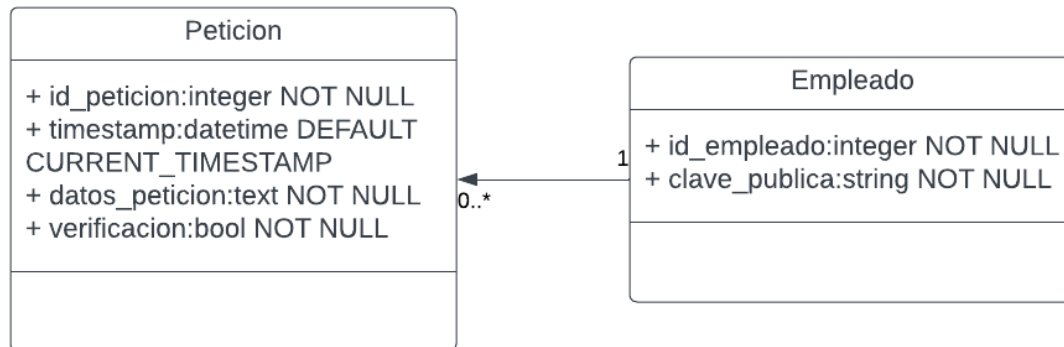 Peticion
+ id_peticion:integer NOT NULL
+ timestamp:datetime DEFAULT
CURRENT_TIMESTAMP
+ datos_peticion:text NOT NULL
+ verificacion:bool NOT NULL
0..*
1
Empleado
+ id_empleado:integer NOT NULL
+ clave_publica:string NOT NULL